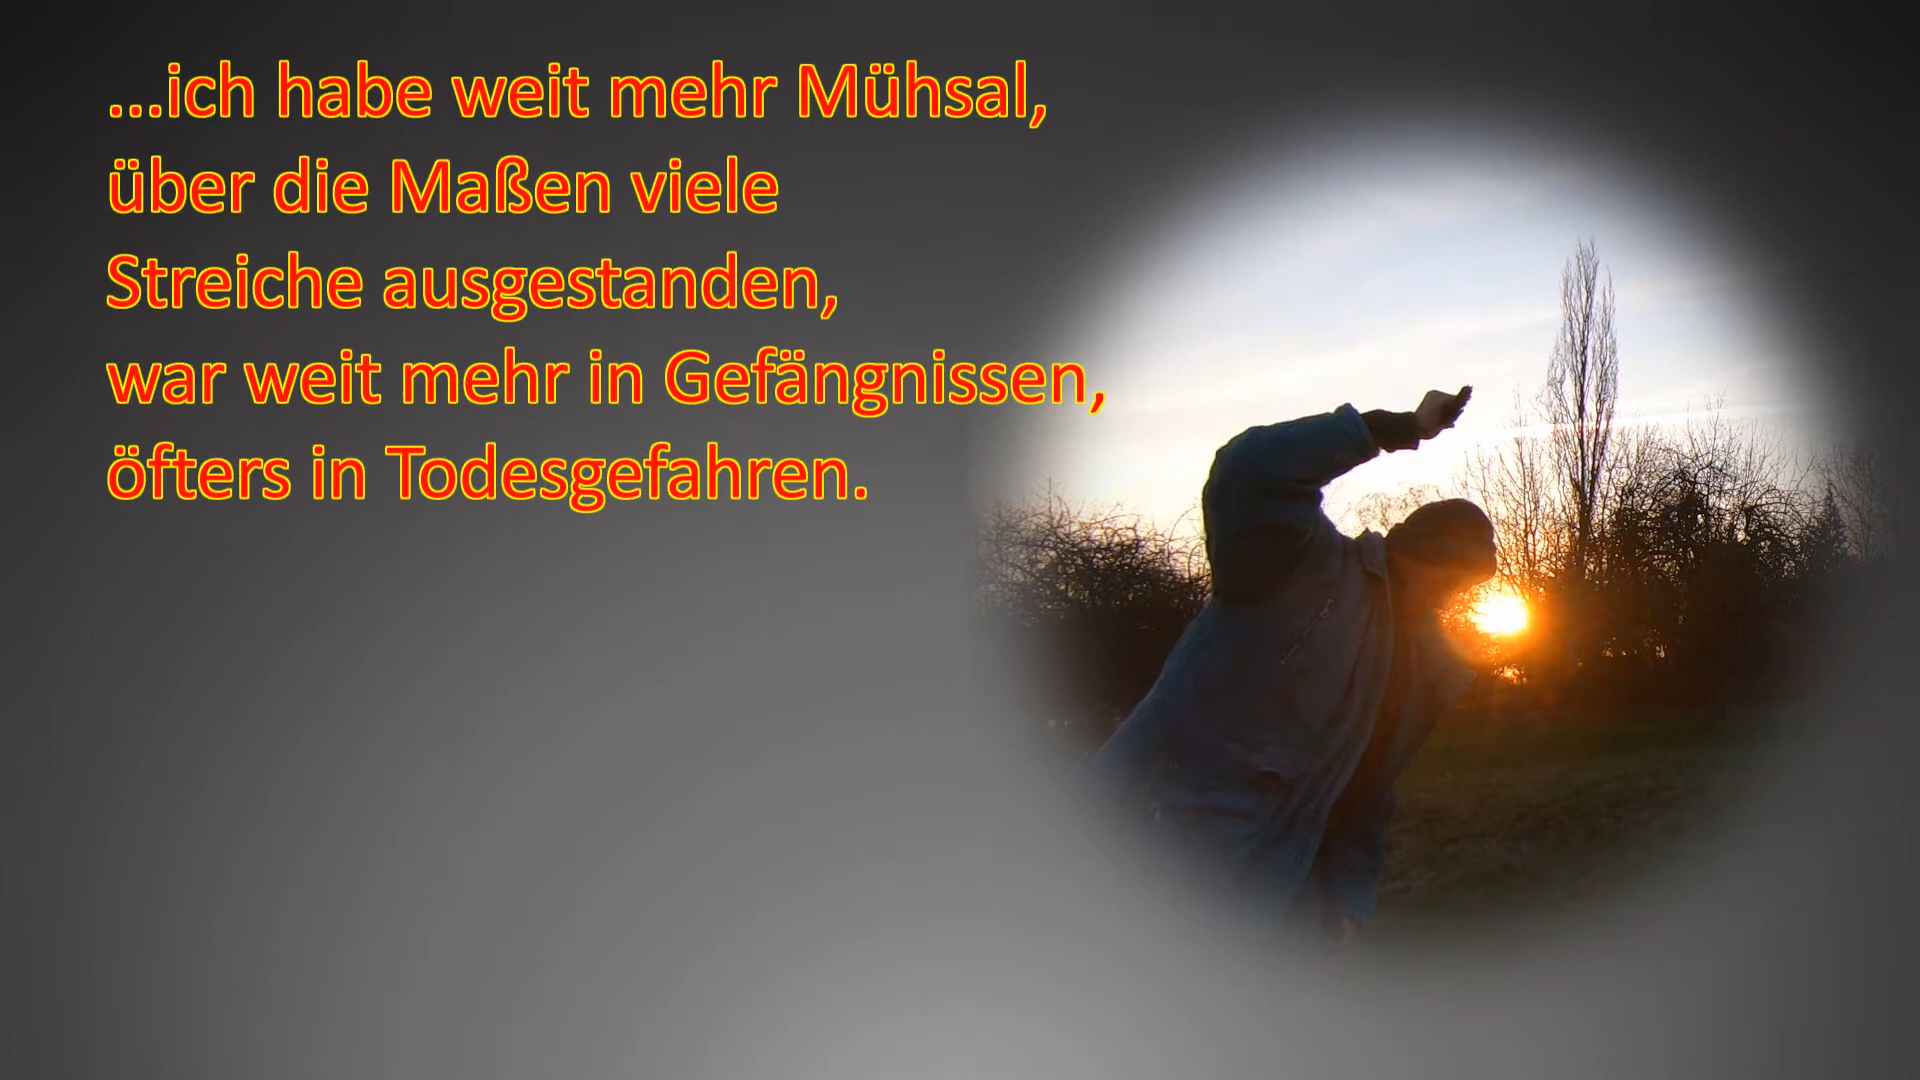 ...ich habe weit mehr Mühsal,
über die Maßen viele
Streiche ausgestanden,
war weit mehr in Gefängnissen,
öfters in Todesgefahren.